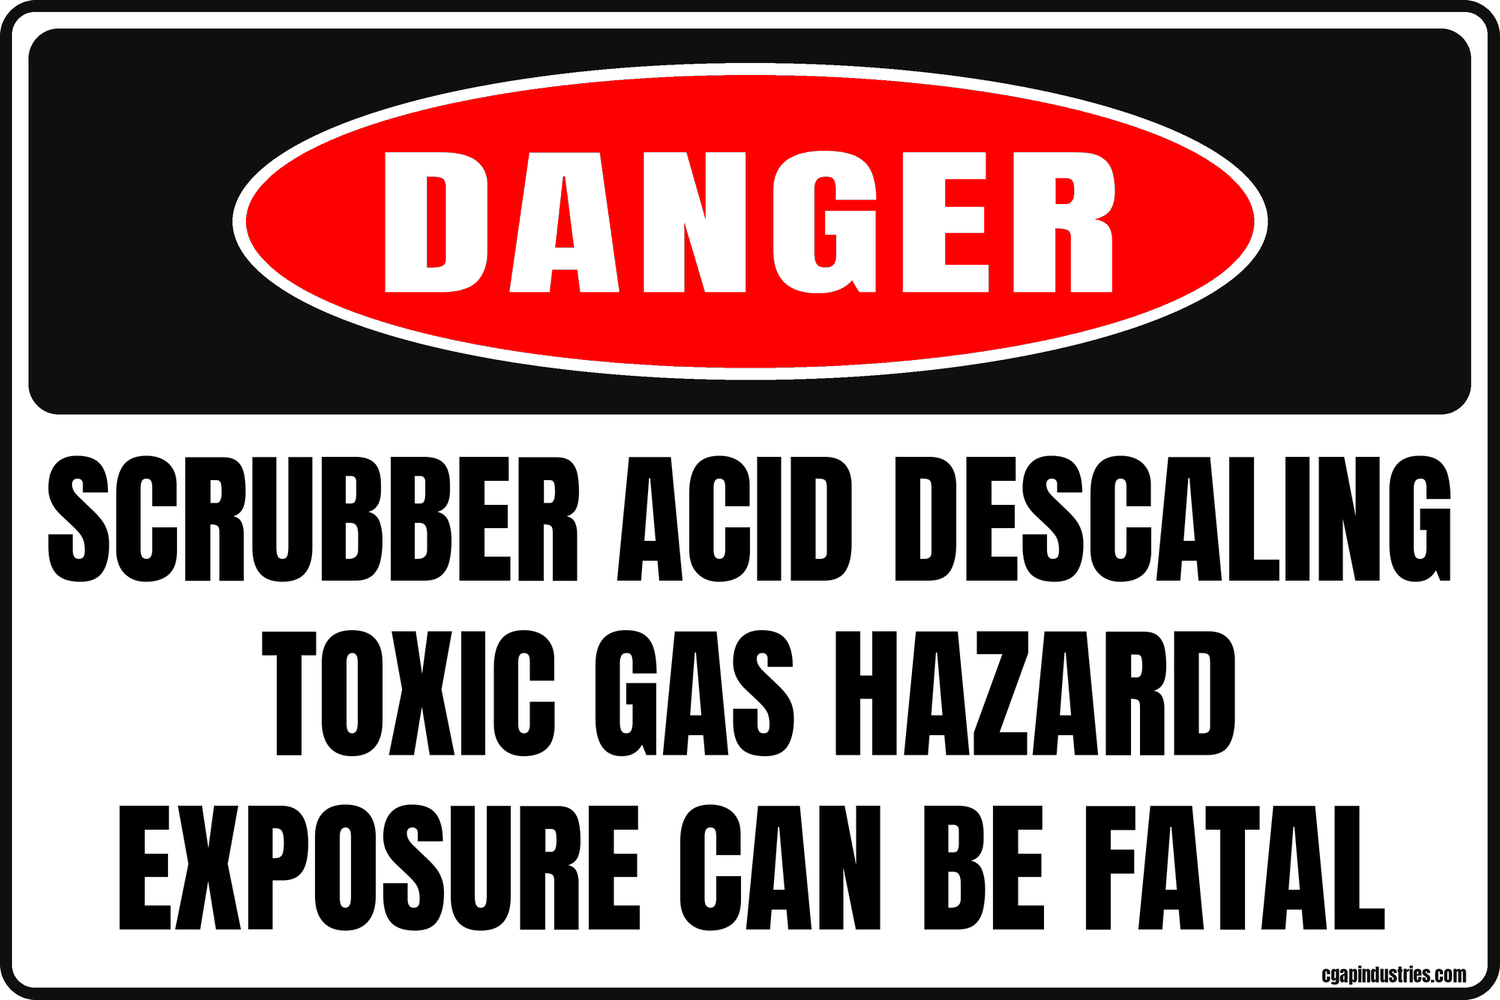 DANGER
SCRUBBER ACID DESCALING
TOXIC GAS HAZARD
EXPOSURE CAN BE FATAL
cgapindustries.com